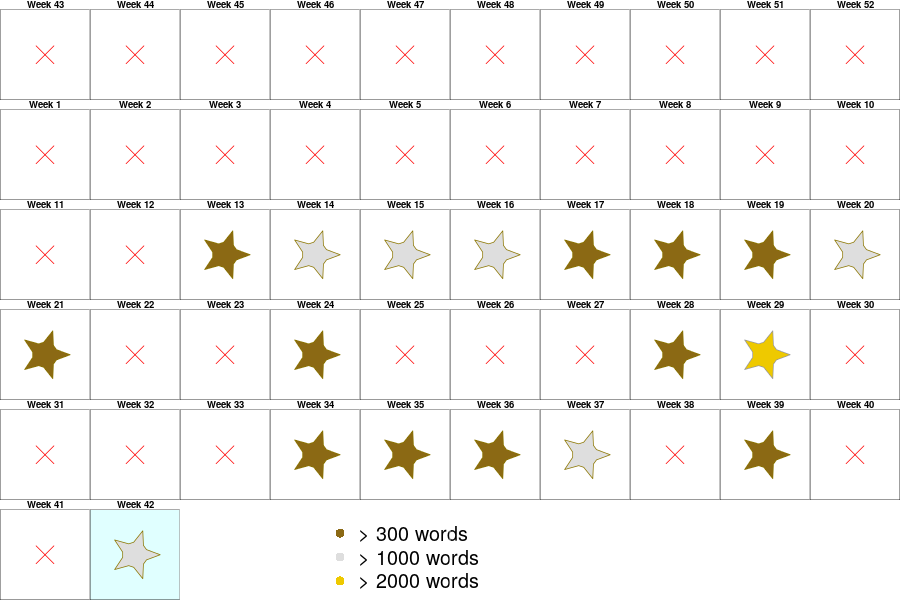 Week 43 Week 44 Week 45 Week 46 Week 47 Week 48 Week 49 Week 50 Week 51 Week 52
Week 1 Week 2 Week 3 Week 4 Week 5 Week 6 Week 7 Week 8 Week 9 Week 10
Week 11 Week 12 Week 13 Week 14 Week 15 Week 16 Week 17 Week 18 Week 19 Week 20
Week 21 Week 22 Week 23 Week 24 Week 25 Week 26 Week 27 Week 28 Week 29 Week 30
Week 31 Week 32 Week 33 Week 34 Week 35 Week 36 Week 37 Week 38 Week 39 Week 40
Week 41 Week 42
> 300 words
> 1000 words
> 2000 words